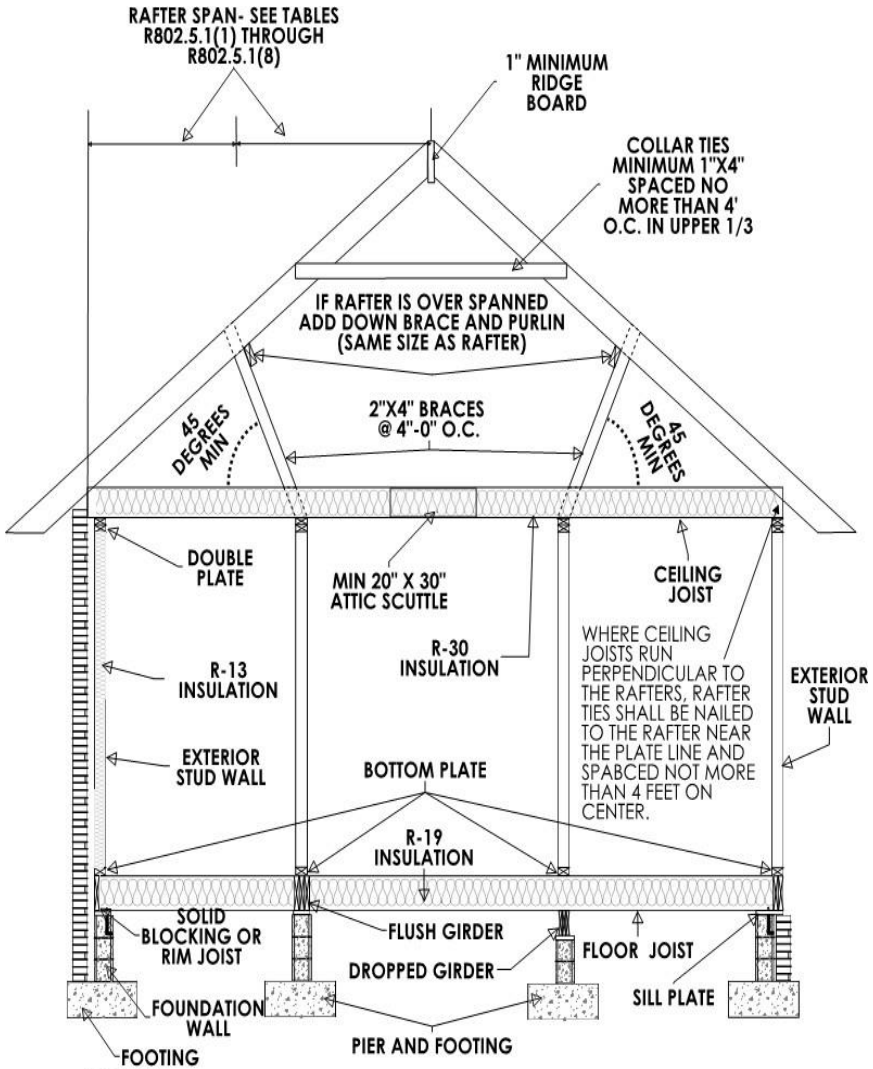 RAFTER SPAN- SEE TABLES
R802.5.1(1) THROUGH
R802.5.1(8)
1" MINIMUM
RIDGE
BOARD
COLLAR TIES
MINIMUM 1"X4"
SPACED NO
MORE THAN 4'
O.C. IN UPPER 1/3
IF RAFTER IS OVER SPANNED
ADD DOWN BRACE AND PURLIN
(SAME SIZE AS RAFTER)
45
DEGREES
MIN
2"X4" BRACES
@ 4"-0" O.C.
45
DEGREES
MIN
DOUBLE
PLATE
MIN 20" X 30"
ATTIC SCUTTLE
CEILING
JOIST
R-30
INSULATION
WHERE CEILING
JOISTS RUN
PERPENDICULAR TO
THE RAFTERS, RAFTER
TIES SHALL BE NAILED
TO THE RAFTER NEAR
THE PLATE LINE AND
SPABCED NOT MORE
THAN 4 FEET ON
CENTER.
R-13
INSULATION
EXTERIOR
STUD
WALL
EXTERIOR
STUD WALL
BOTTOM PLATE
R-19
INSULATION
SOLID
BLOCKING OR
RIM JOIST
FLUSH GIRDER
DROPPED GIRDER
FLOOR JOIST
SILL PLATE
FOUNDATION
WALL
PIER AND FOOTING
FOOTING